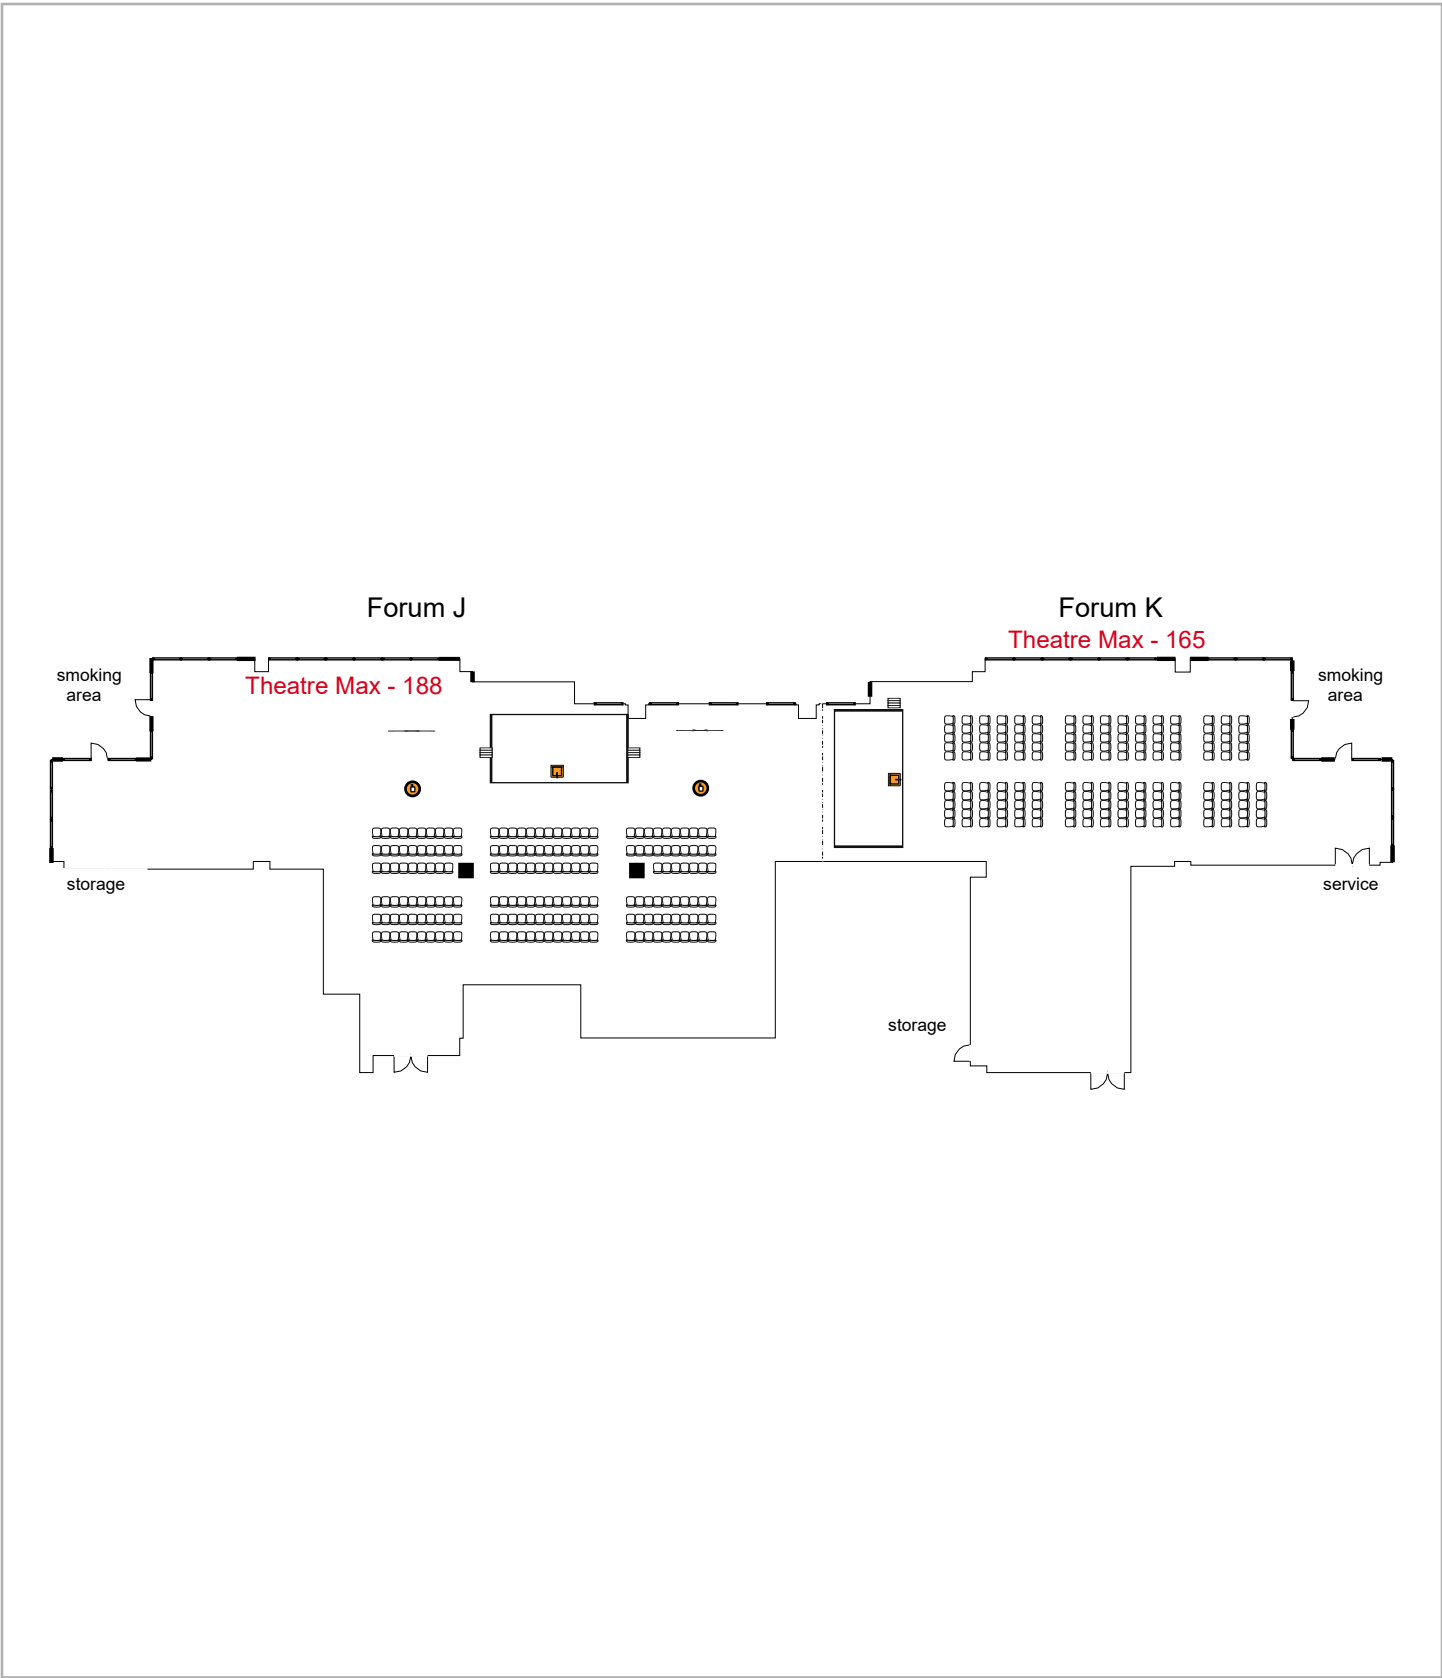 Forum J
Forum K
Theatre Max - 165
smoking
area
Theatre Max - 188
smoking
area
storage
service
storage